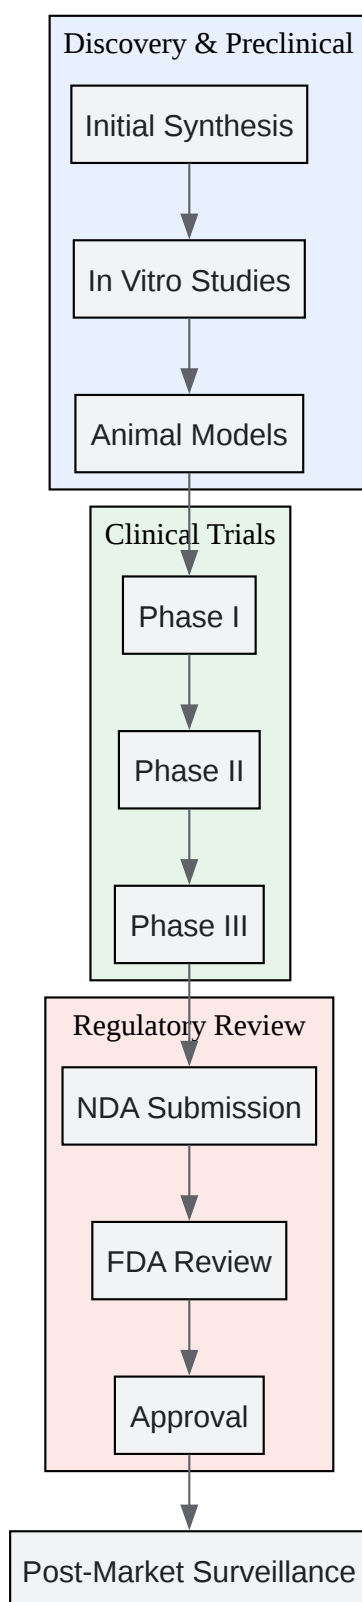 Discovery & Preclinical
Initial Synthesis
In Vitro Studies
Animal Models
Clinical Trials
Phase I
Phase II
Phase III
Regulatory Review
NDA Submission
FDA Review
Approval
Post-Market Surveillance